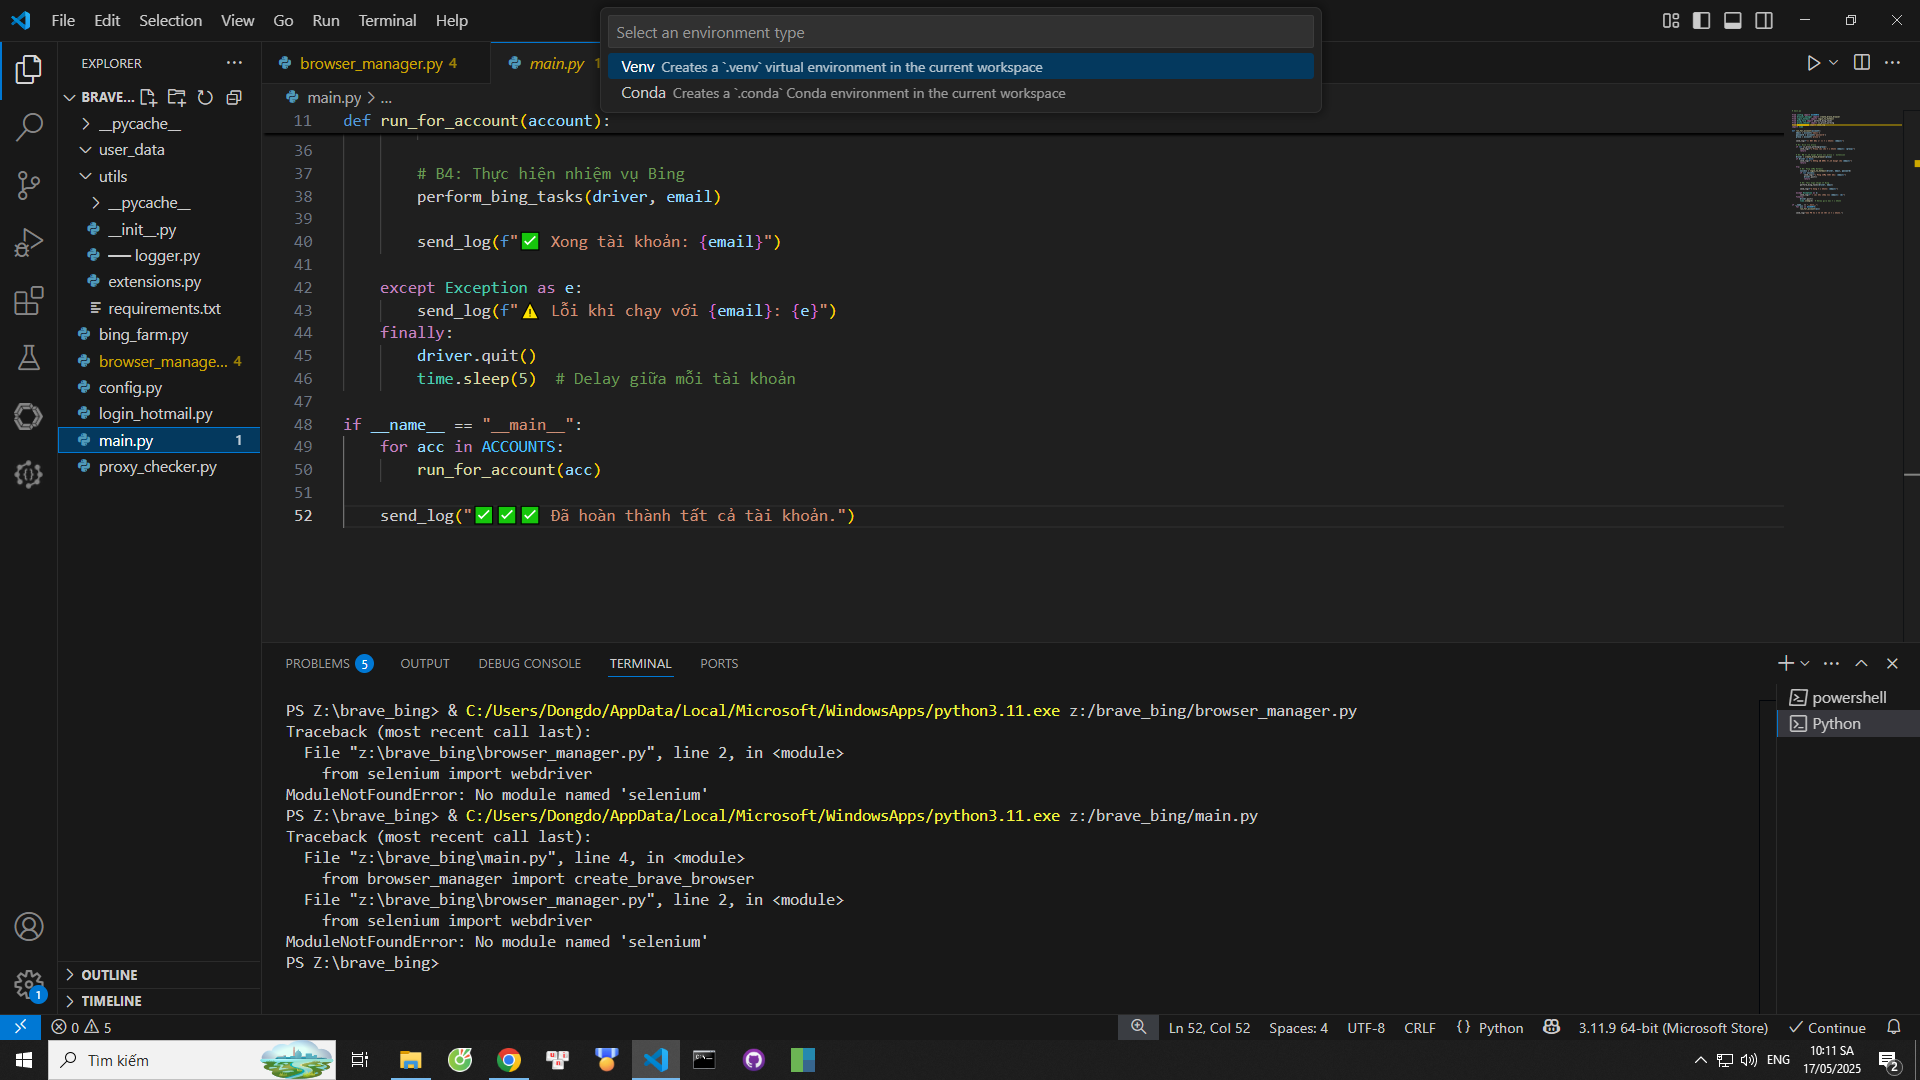 File Edit Selection View Go Run Terminal Help
Select an environment type
Venv Creates a `.venv` virtual environment in the current workspace
Conda Creates a `.conda` Conda environment in the current workspace
EXPLORER
BRAVE...
__pycache__
user_data
utils
__pycache__
__init__.py
── logger.py
extensions.py
requirements.txt
bing_farm.py
browser_manage... 4
config.py
login_hotmail.py
main.py 1
proxy_checker.py
OUTLINE
TIMELINE
browser_manager.py 4
main.py 1
main.py > ...
11 def run_for_account(account):
36
37 # B4: Thực hiện nhiệm vụ Bing
38 perform_bing_tasks(driver, email)
39
40 send_log(f"✅ Xong tài khoản: {email}")
41
42 except Exception as e:
43 send_log(f"⚠️ Lỗi khi chạy với {email}: {e}")
44 finally:
45 driver.quit()
46 time.sleep(5) # Delay giữa mỗi tài khoản
47
48 if __name__ == "__main__":
49 for acc in ACCOUNTS:
50 run_for_account(acc)
51
52 send_log("✅✅✅ Đã hoàn thành tất cả tài khoản.")
PROBLEMS 5 OUTPUT DEBUG CONSOLE TERMINAL PORTS
PS Z:\brave_bing> & C:/Users/Dongdo/AppData/Local/Microsoft/WindowsApps/python3.11.exe z:/brave_bing/browser_manager.py
Traceback (most recent call last):
File "z:\brave_bing\browser_manager.py", line 2, in <module>
from selenium import webdriver
ModuleNotFoundError: No module named 'selenium'
PS Z:\brave_bing> & C:/Users/Dongdo/AppData/Local/Microsoft/WindowsApps/python3.11.exe z:/brave_bing/main.py
Traceback (most recent call last):
File "z:\brave_bing\main.py", line 4, in <module>
from browser_manager import create_brave_browser
File "z:\brave_bing\browser_manager.py", line 2, in <module>
from selenium import webdriver
ModuleNotFoundError: No module named 'selenium'
PS Z:\brave_bing>
powershell
Python
1
0 5
Ln 52, Col 52 Spaces: 4 UTF-8 CRLF {} Python 3.11.9 64-bit (Microsoft Store) Continue
Tìm kiếm
ENG
10:11 SA
17/05/2025
2